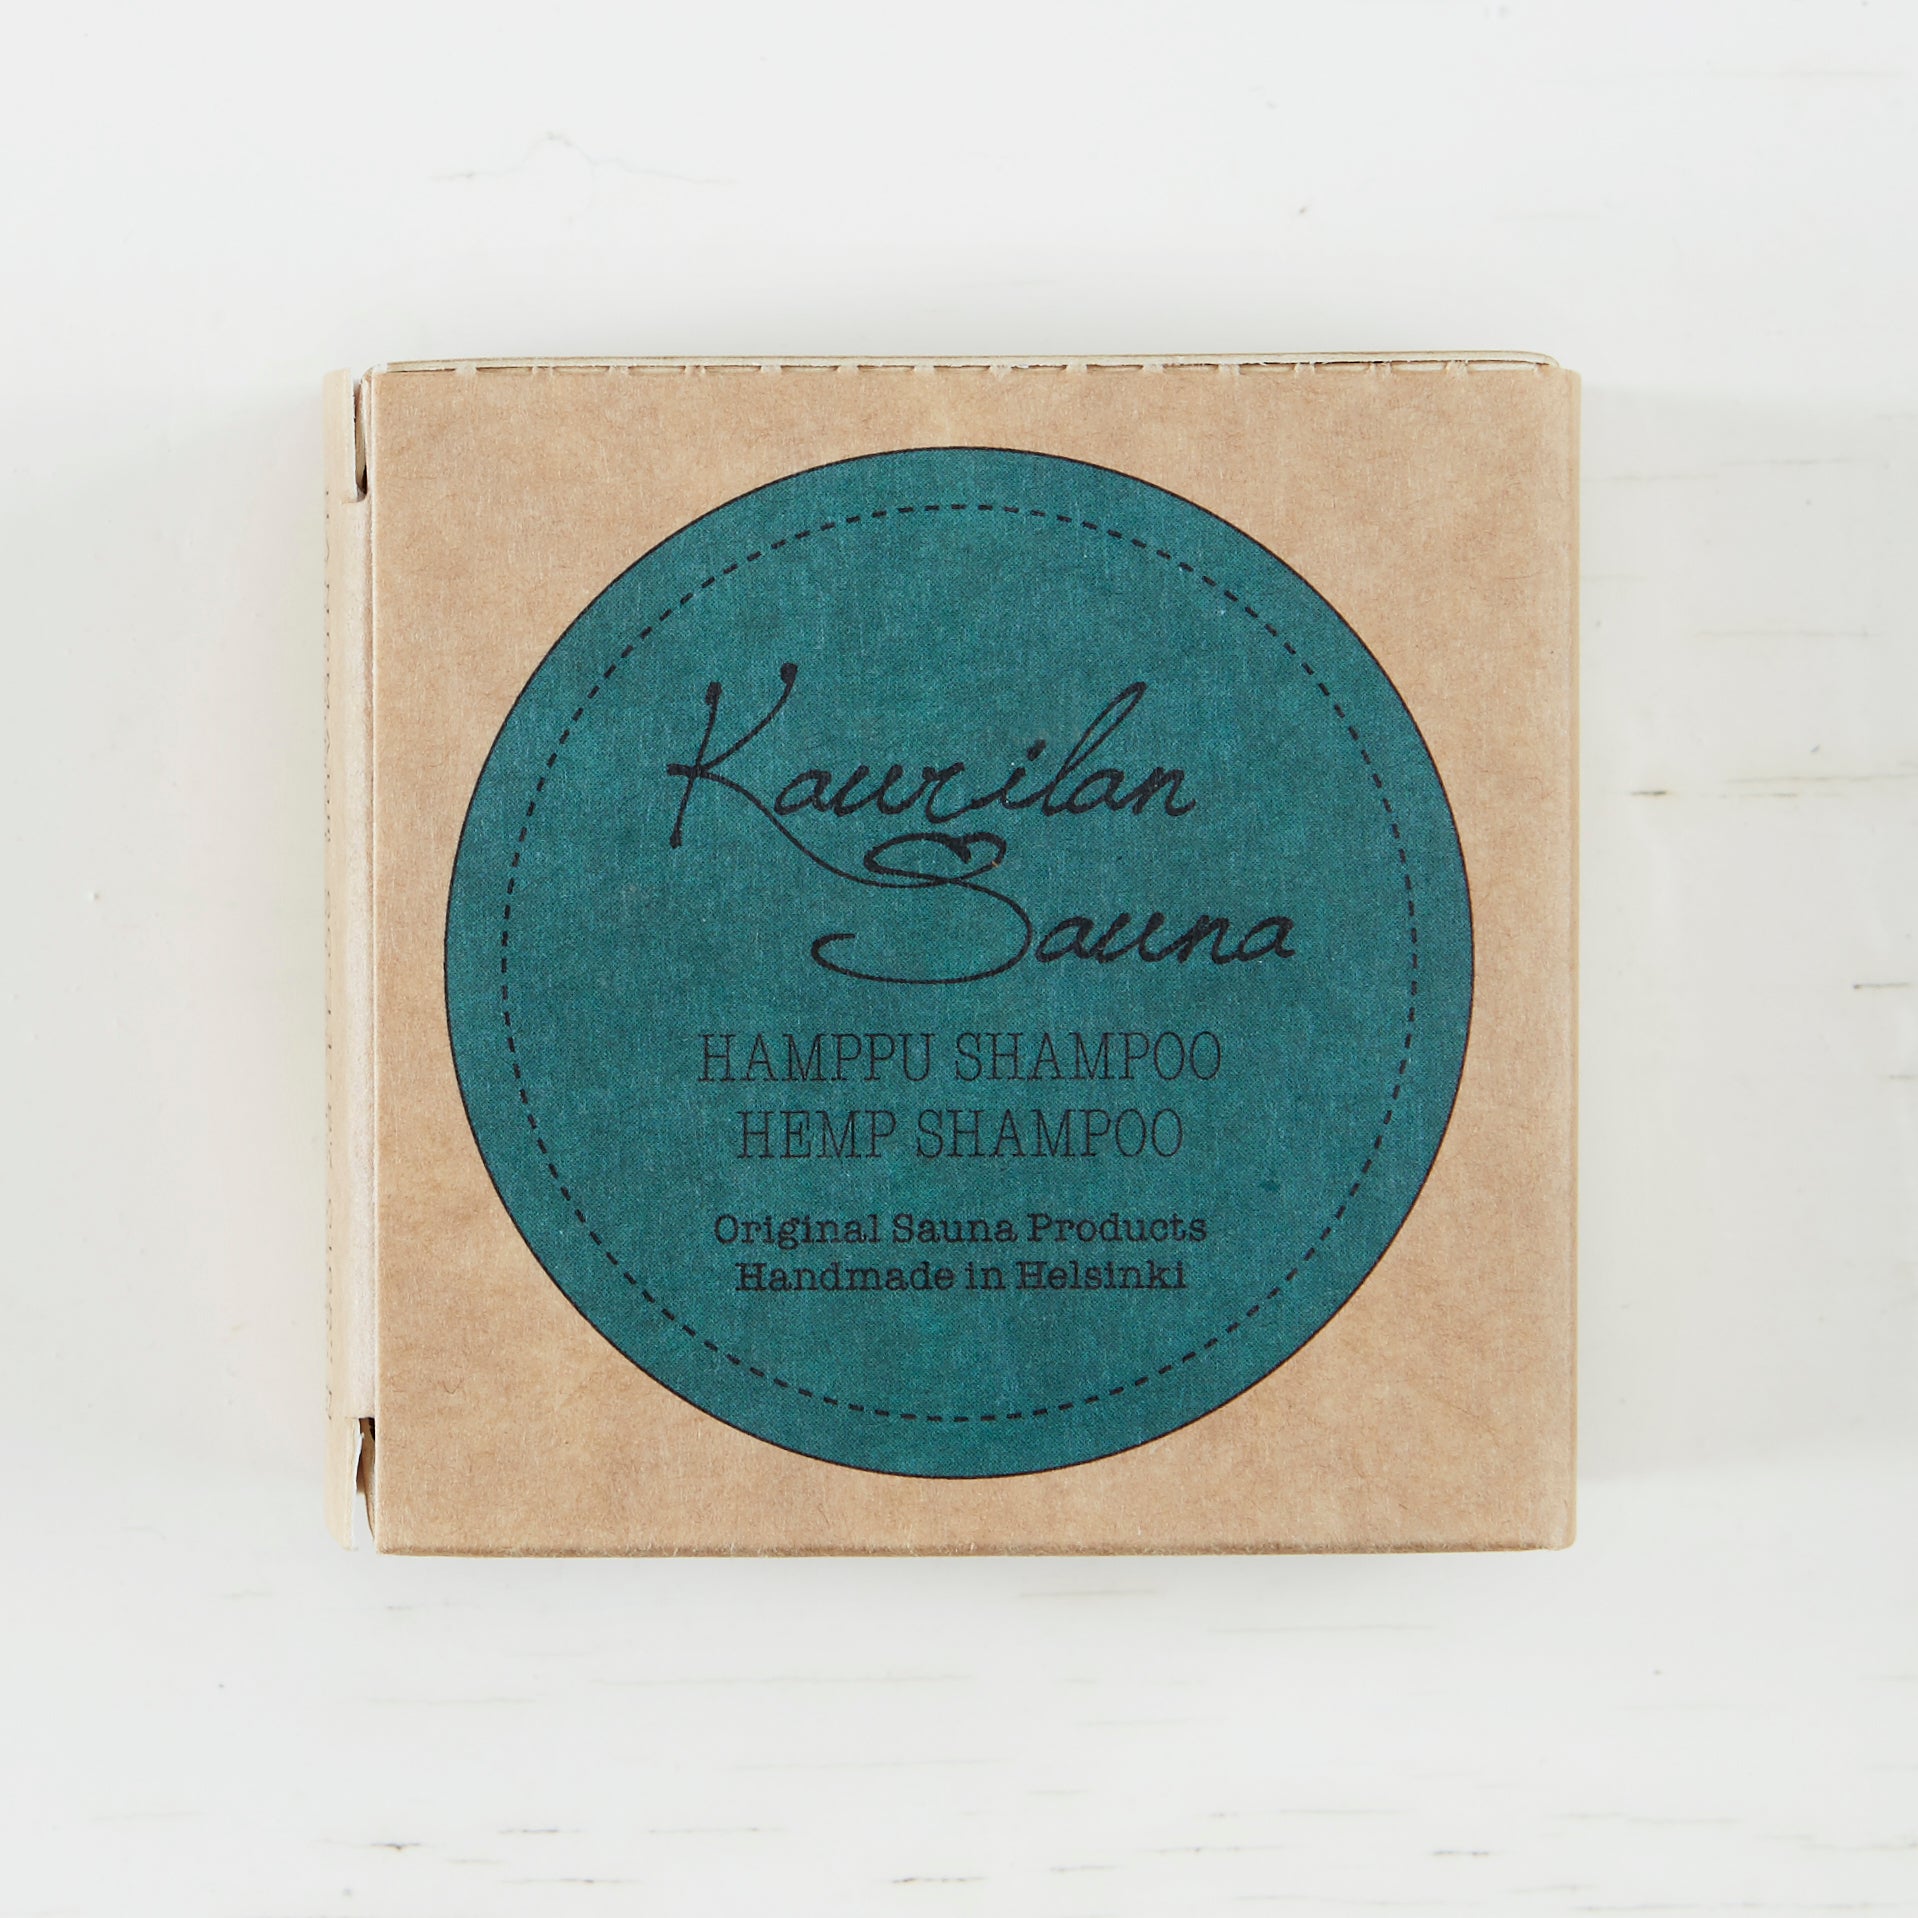 Kaurilan
Sauna
HAMPPU SHAMPOO
HEMP SHAMPOO
Original Sauna Products
Handmade in Helsinki